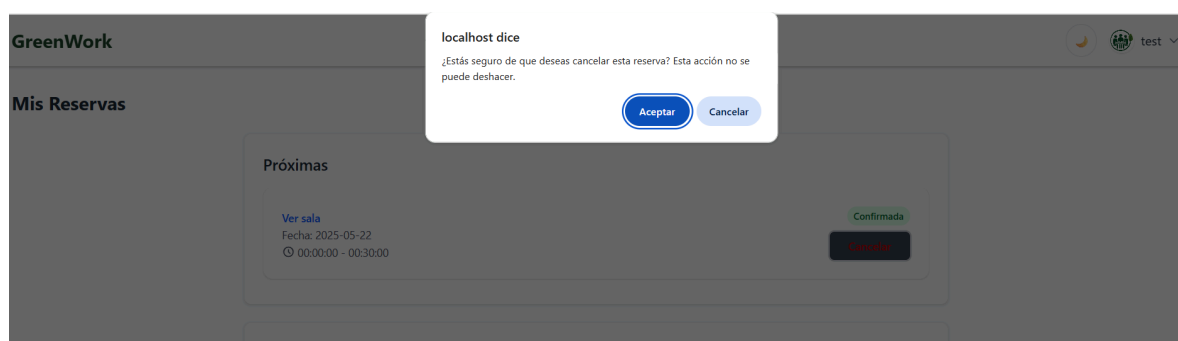 GreenWork
localhost dice
¿Estás seguro de que deseas cancelar esta reserva? Esta acción no se
puede deshacer.
Aceptar
Cancelar
test
Mis Reservas
Próximas
Ver sala
Confirmada
Fecha: 2025-05-22
00:00:00 - 00:30:00
Cancelar